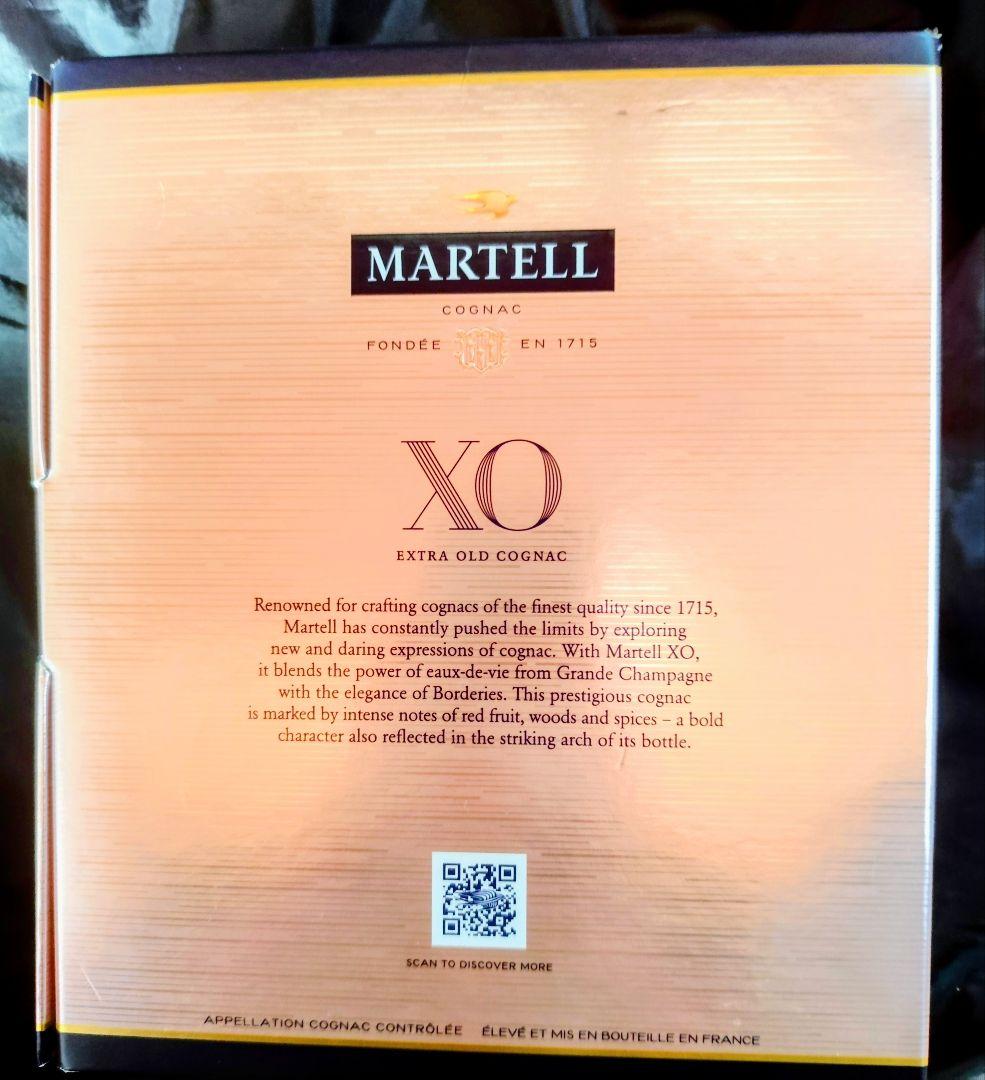 MARTELL
COGNAC
FONDÉE EN 1715
XO
EXTRA OLD COGNAC
Renowned for crafting cognacs of the finest quality since 1715,
Martell has constantly pushed the limits by exploring
new and daring expressions of cognac. With Martell XO,
it blends the power of eaux-de-vie from Grande Champagne
with the elegance of Borderies. This prestigious cognac
is marked by intense notes of red fruit, woods and spices – a bold
character also reflected in the striking arch of its bottle.
SCAN TO DISCOVER MORE
APPELLATION COGNAC CONTRÔLÉE ÉLEVÉ ET MIS EN BOUTEILLE EN FRANCE